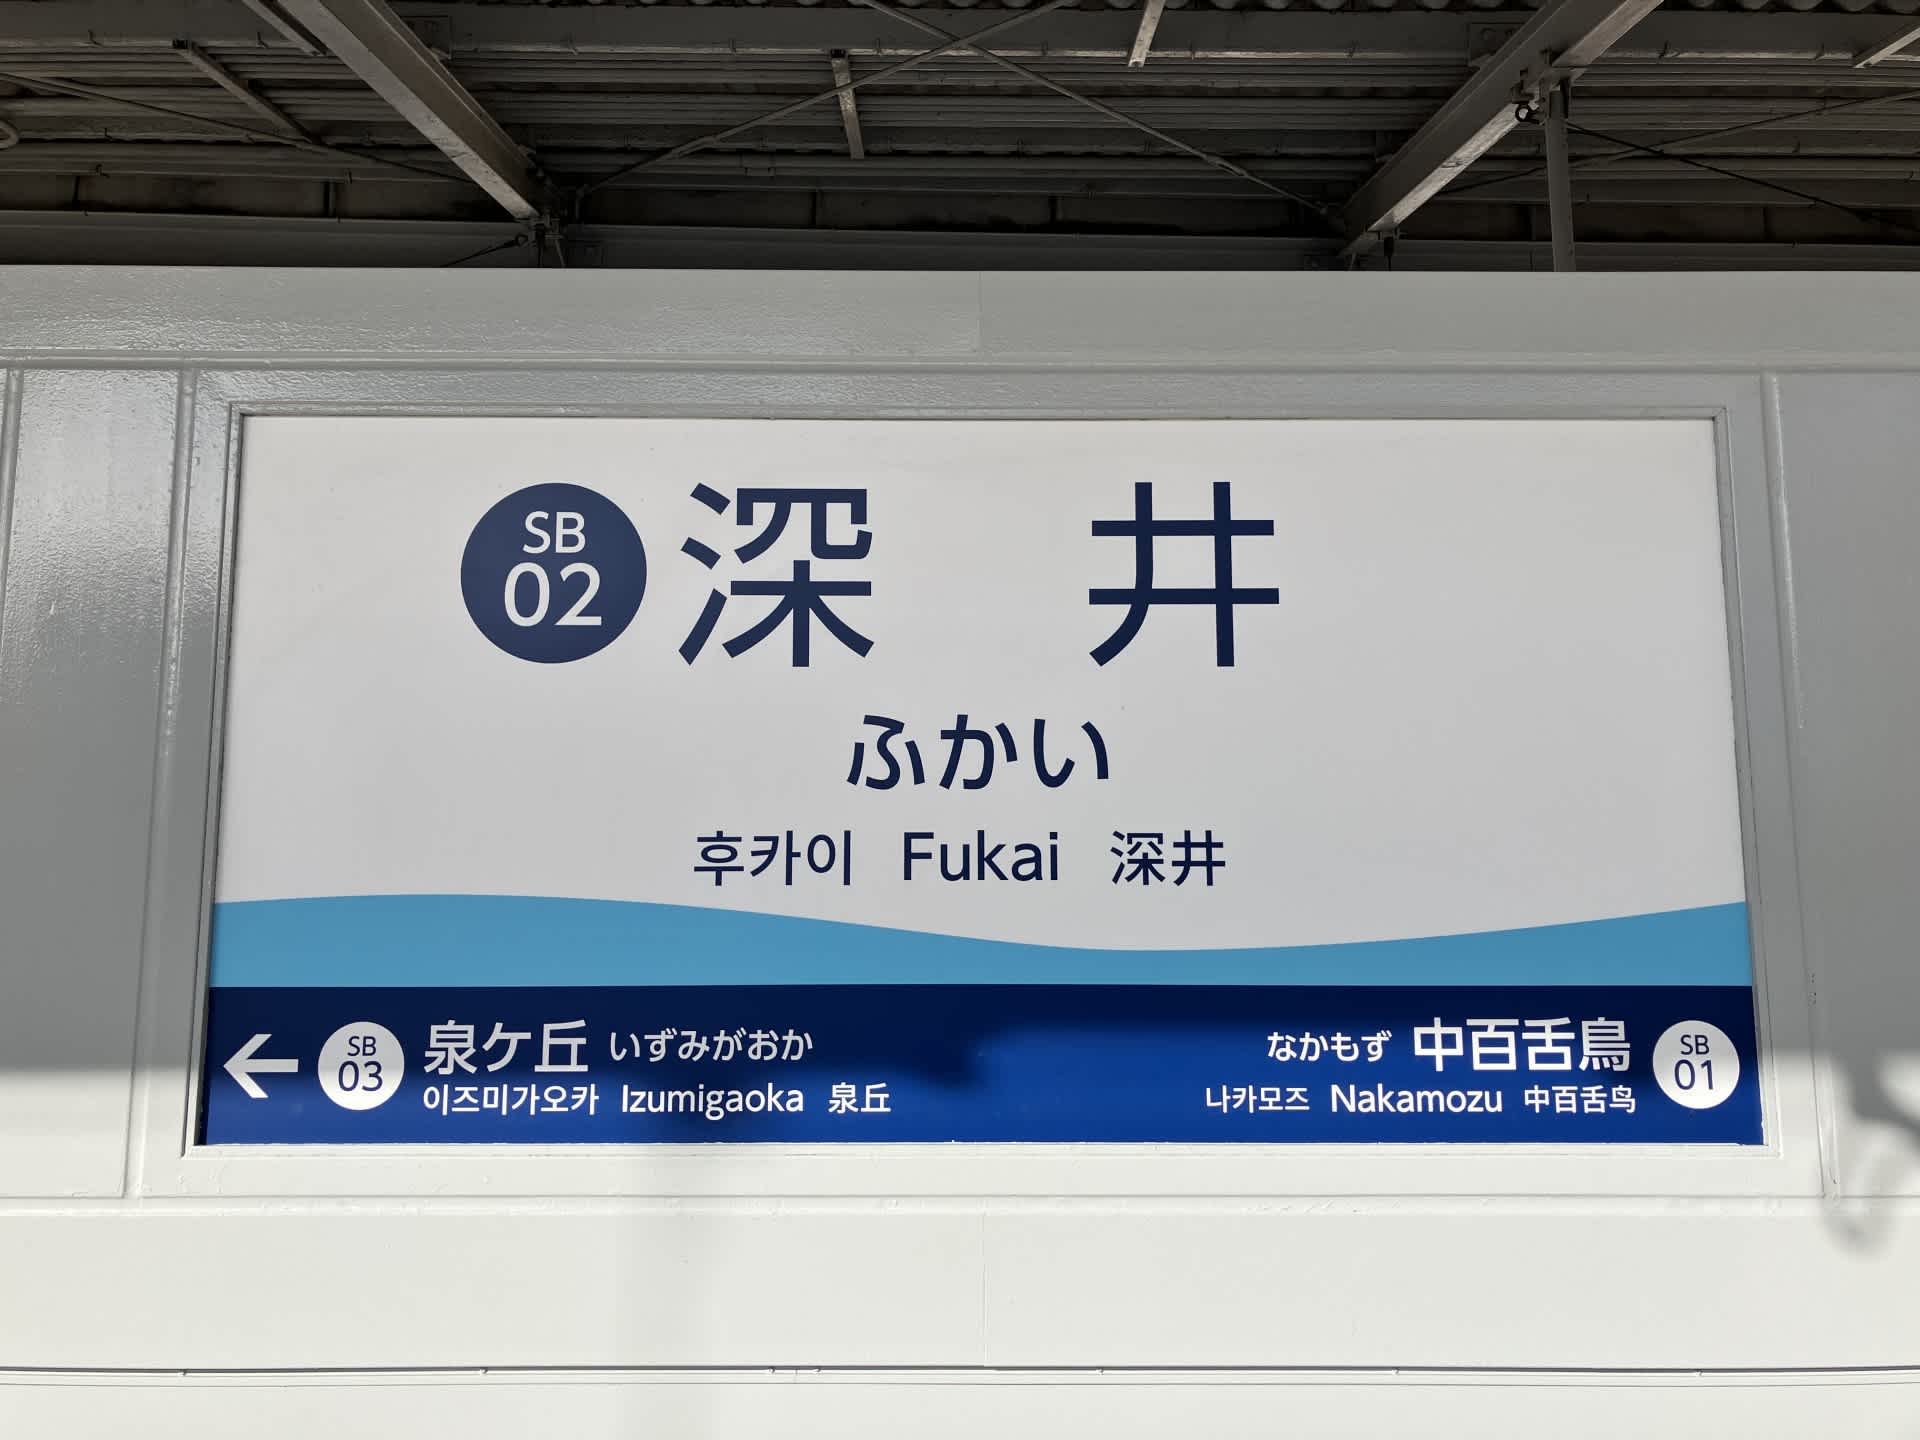 SB
02
深井
ふかい
후카이 Fukai 深井
← SB
03
泉ケ丘 いずみがおか
이즈미가오카 Izumigaoka 泉丘
なかもず 中百舌鳥
나카모즈 Nakamozu 中百舌鸟
SB
01